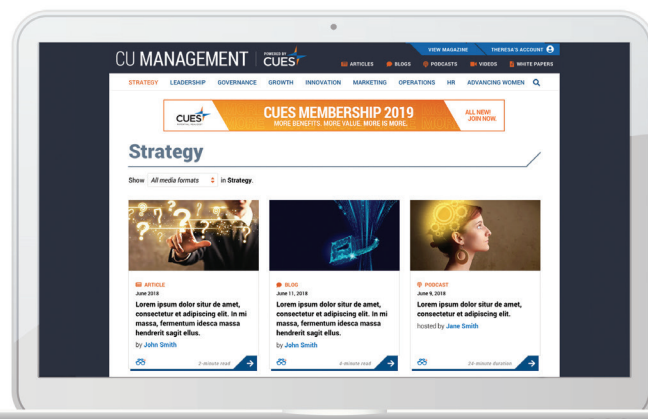 VIEW MAGAZINE THERESA'S ACCOUNT
CU MANAGEMENT POWERED BY CUES
ARTICLES BLOGS PODCASTS VIDEOS WHITE PAPERS
STRATEGY LEADERSHIP GOVERNANCE GROWTH INNOVATION MARKETING OPERATIONS HR ADVANCING WOMEN
CUES
CUES MEMBERSHIP 2019
MORE BENEFITS. MORE VALUE. MORE IS MORE.
ALL NEW!
JOIN NOW.
Strategy
Show All media formats in Strategy.
ARTICLE
June 2018
Lorem ipsum dolor situr de amet,
consectetur et adipiscing elit. In mi
massa, fermentum idesca massa
hendrerit sagit ellus.
by John Smith
2-minute read
BLOG
June 11, 2018
Lorem ipsum dolor situr de amet,
consectetur et adipiscing elit. In mi
massa, fermentum idesca massa
hendrerit sagit ellus.
by John Smith
4-minute read
PODCAST
June 9, 2018
Lorem ipsum dolor situr de amet,
consectetur et adipiscing elit.
hosted by Jane Smith
24-minute duration